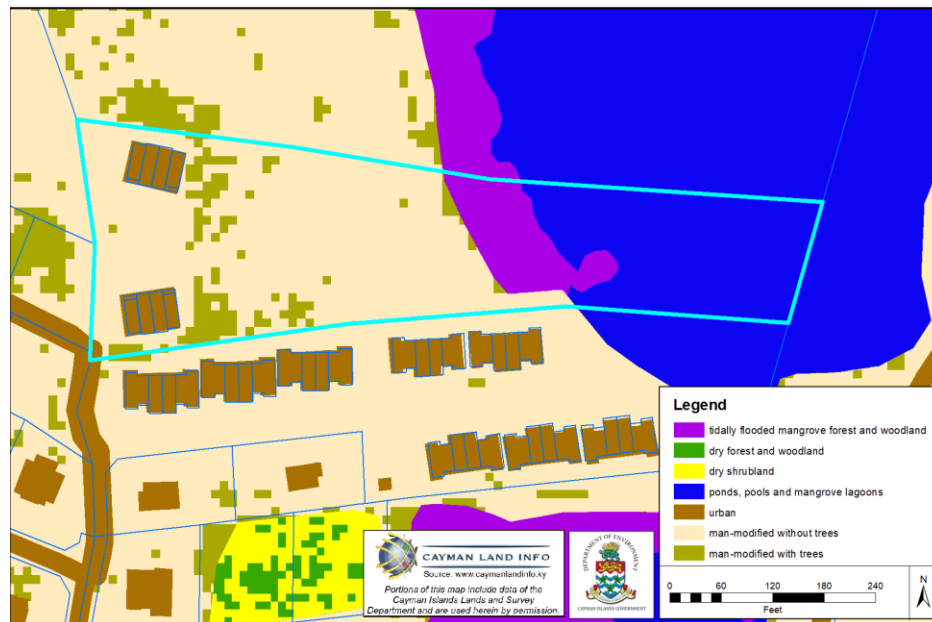 Legend
tidally flooded mangrove forest and woodland
dry forest and woodland
dry shrubland
ponds, pools and mangrove lagoons
urban
man-modified without trees
man-modified with trees
CAYMAN LAND INFO
Source: www.caymanlandinfo.ky
Portions of this map include data of the
Cayman Islands Lands and Survey
Department and are used herein by permission.
DEPARTMENT OF ENVIRONMENT
CAYMAN ISLANDS GOVERNMENT
0 30 60 120 180 240
Feet
N